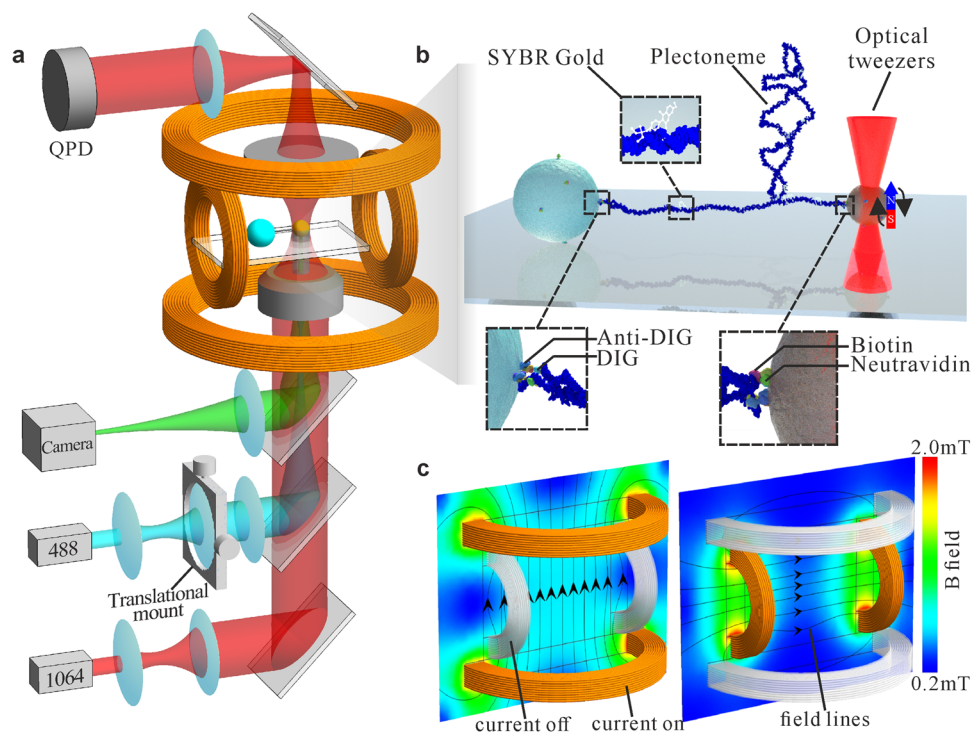 a
QPD
Camera
488
Translational
mount
1064
b
SYBR Gold
Plectoneme
Optical
tweezers
N
S
Anti-DIG
DIG
Biotin
Neutravidin
c
2.0mT
B field
0.2mT
current off
current on
field lines